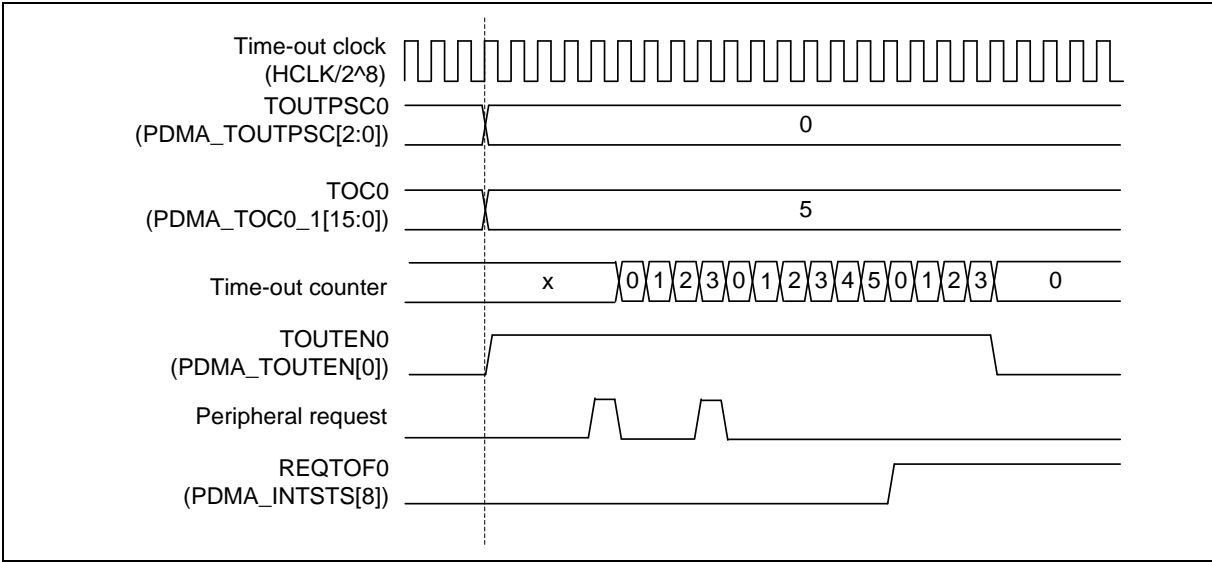 Time-out clock
(HCLK/2^8)
TOUTPSC0
(PDMA_TOUTPSC[2:0])
0
TOC0
(PDMA_TOC0_1[15:0])
5
Time-out counter
x 0 1 2 3 0 1 2 3 4 5 0 1 2 3 0
TOUTEN0
(PDMA_TOUTEN[0])
Peripheral request
REQTOF0
(PDMA_INTSTS[8])